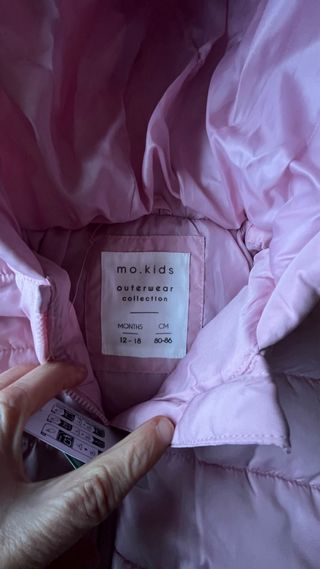 mo.kids
outerwear
collection
MONTHS CM
12-18 80-86